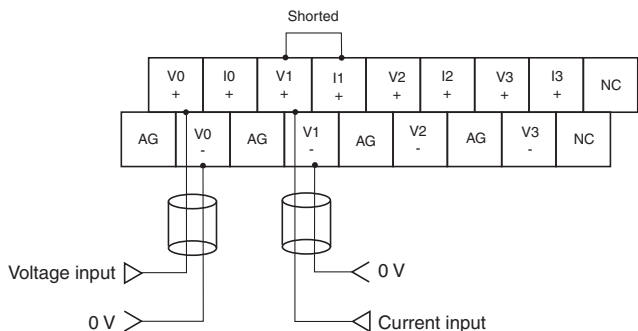 Shorted
V0 I0 V1 I1 V2 I2 V3 I3 NC
+ + + + + + + +
AG V0 AG V1 AG V2 AG V3 NC
- - - -
Voltage input
0 V
0 V
Current input